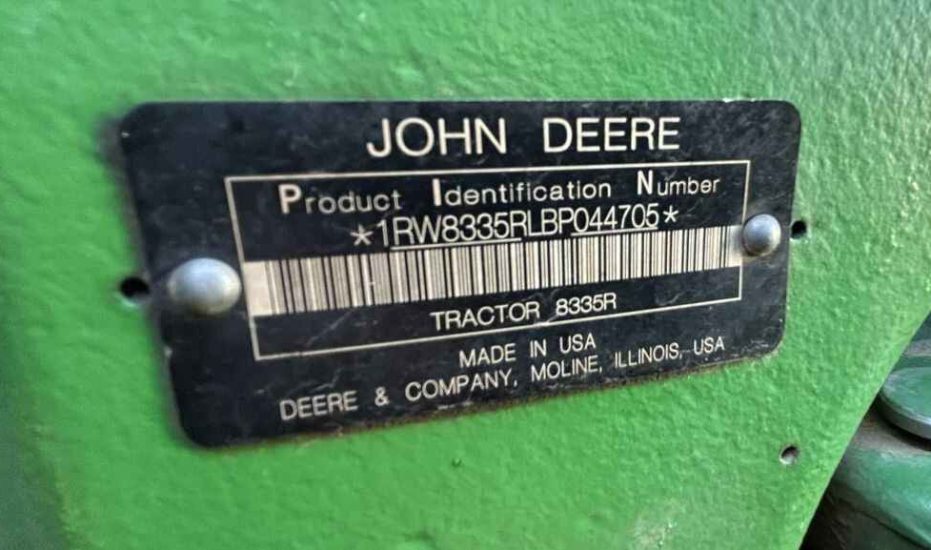 JOHN DEERE
Product Identification Number
*1RW8335RLBP044705*
TRACTOR 8335R
MADE IN USA
DEERE & COMPANY, MOLINE, ILLINOIS, USA